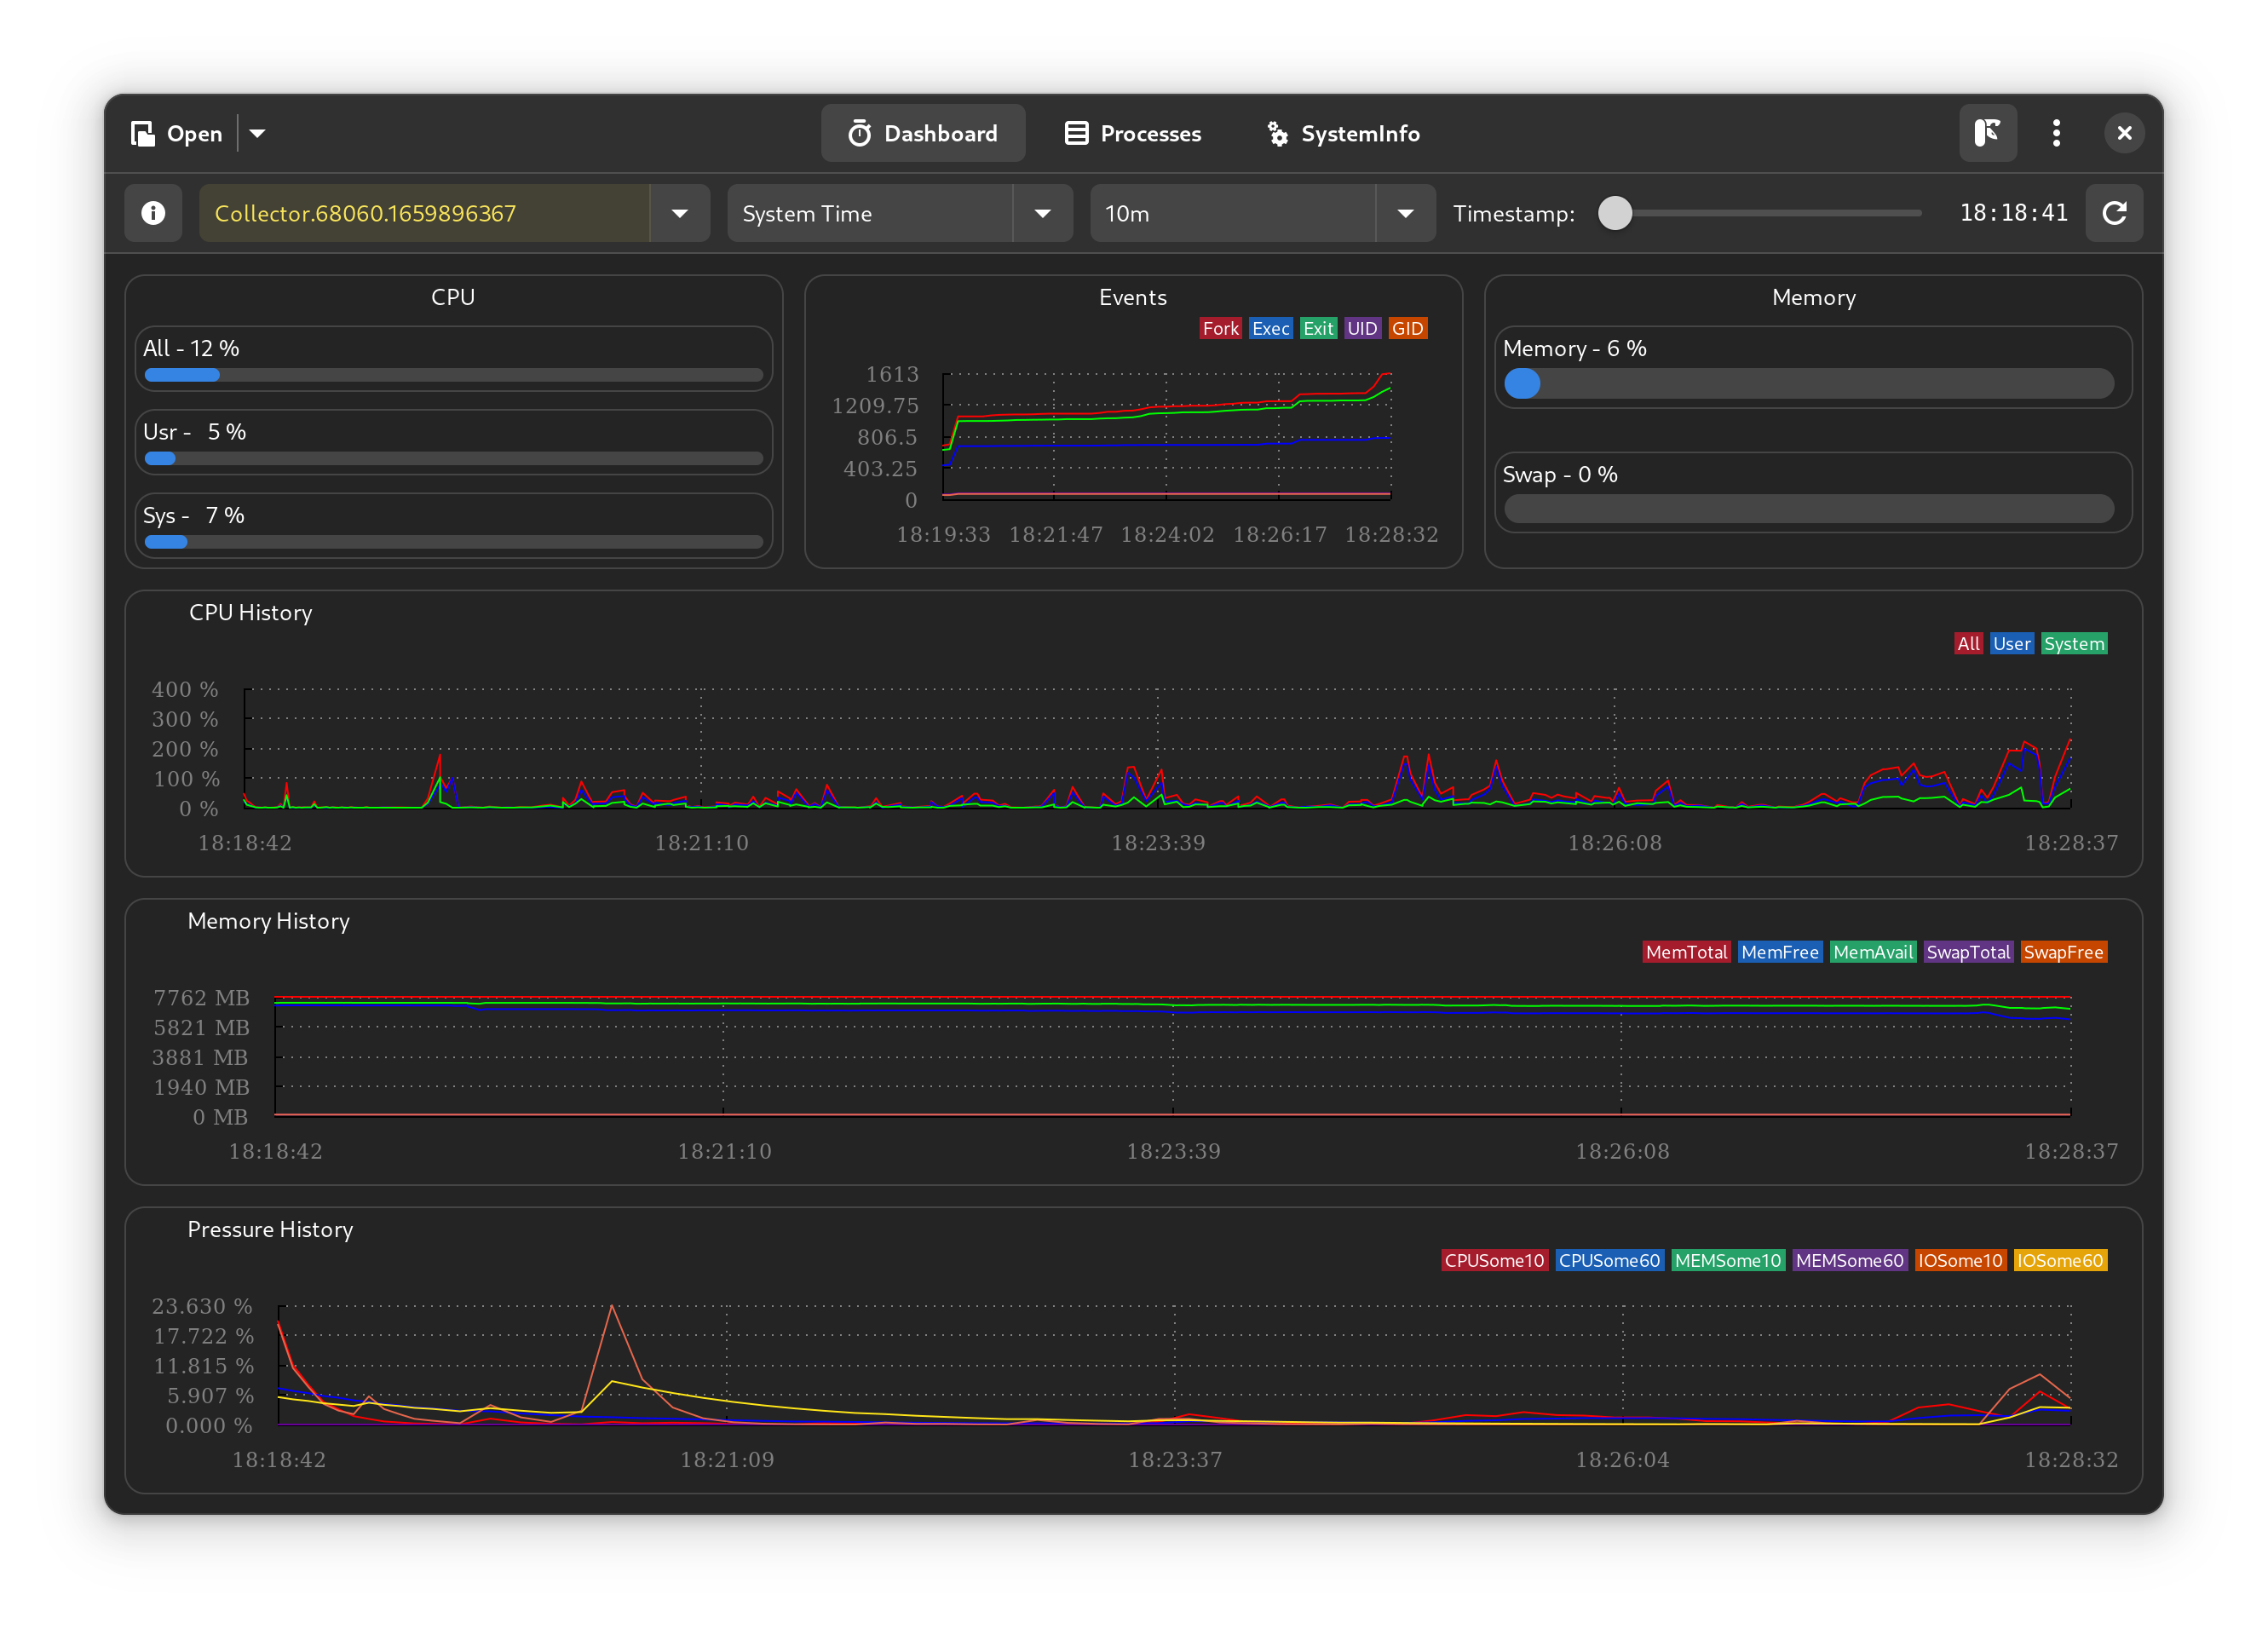 Open
Dashboard
Processes
SystemInfo
Collector.68060.1659896367
System Time
10m
Timestamp:
18:18:41
CPU
All - 12 %
Usr -   5 %
Sys -   7 %
Events
Fork Exec Exit UID GID
1613
1209.75
806.5
403.25
0
18:19:33 18:21:47 18:24:02 18:26:17 18:28:32
Memory
Memory - 6 %
Swap - 0 %
CPU History
All User System
400 %
300 %
200 %
100 %
0 %
18:18:42 18:21:10 18:23:39 18:26:08 18:28:37
Memory History
MemTotal MemFree MemAvail SwapTotal SwapFree
7762 MB
5821 MB
3881 MB
1940 MB
0 MB
18:18:42 18:21:10 18:23:39 18:26:08 18:28:37
Pressure History
CPUSome10 CPUSome60 MEMSome10 MEMSome60 IOSome10 IOSome60
23.630 %
17.722 %
11.815 %
5.907 %
0.000 %
18:18:42 18:21:09 18:23:37 18:26:04 18:28:32